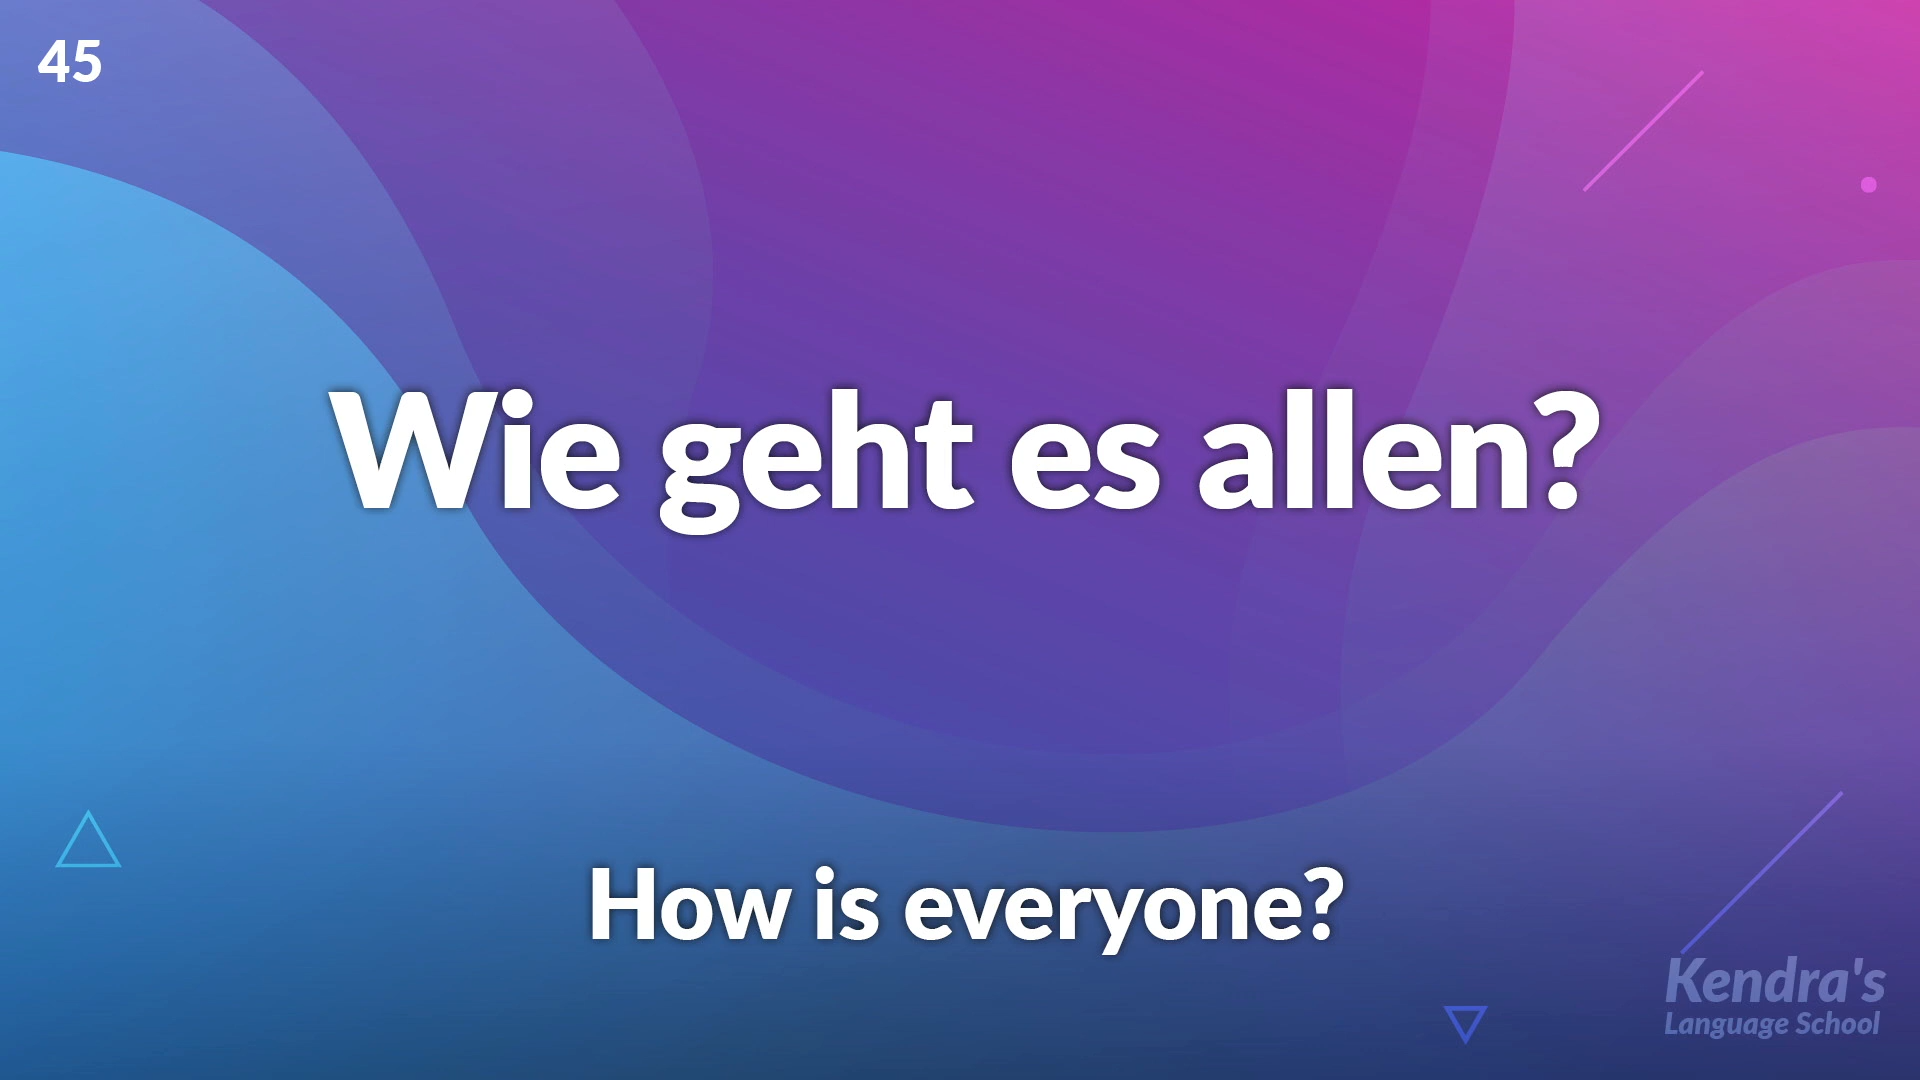 45
Wie geht es allen?
How is everyone?
Kendra's
Language School